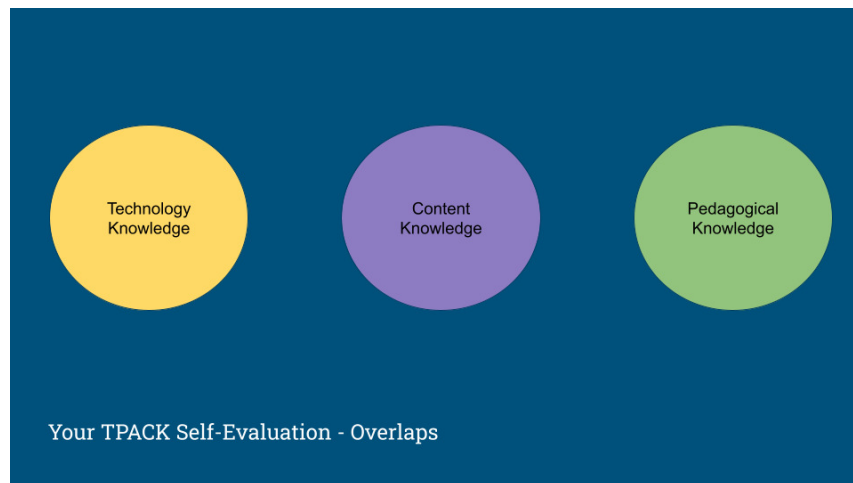 Technology
Knowledge
Content
Knowledge
Pedagogical
Knowledge
Your TPACK Self-Evaluation - Overlaps